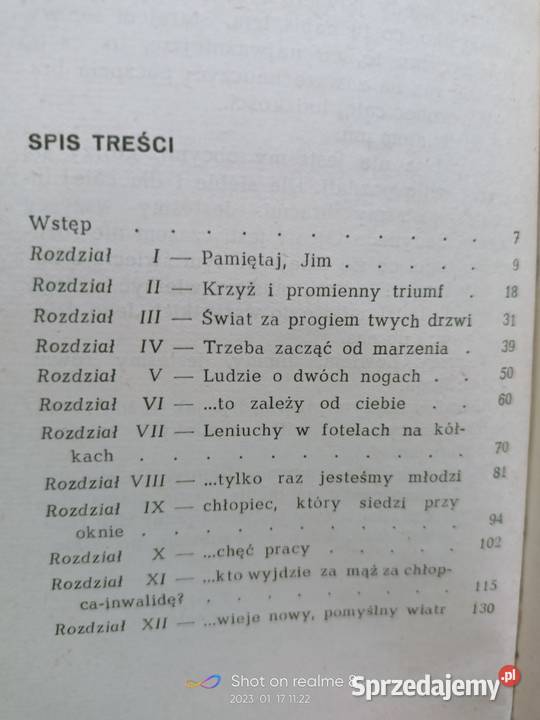 SPIS TREŚCI
Wstęp . . . . . . . . . . . 7
Rozdział I — Pamiętaj, Jim . . . . . 9
Rozdział II — Krzyż i promienny triumf . 18
Rozdział III — Świat za progiem twych drzwi 31
Rozdział IV — Trzeba zacząć od marzenia . 39
Rozdział V — Ludzie o dwóch nogach . . 50
Rozdział VI — ...to zależy od ciebie . . 60
Rozdział VII — Leniuchy w fotelach na kół-
kach . . . . . . . . . . 70
Rozdział VIII — ...tylko raz jesteśmy młodzi 81
Rozdział IX — chłopiec, który siedzi przy
oknie . . . . . . . . . . 94
Rozdział X — ...chęć pracy . . . . . 102
Rozdział XI — ...kto wyjdzie za mąż za chłop-
ca-inwalidę? . . . . . . . . 115
Rozdział XII — ...wieje nowy, pomyślny wiatr 130
Shot on realme 8
2023.01.17 11:22
Sprzedajemy.pl